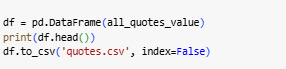 df = pd.DataFrame(all_quotes_value)
print(df.head())
df.to_csv('quotes.csv', index=False)